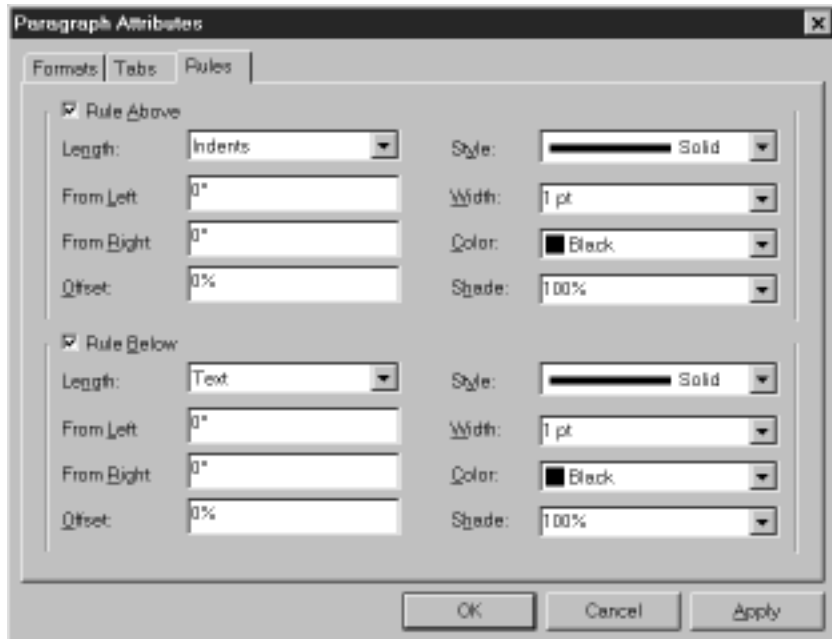 Paragraph Attributes
Formats Tabs Rules
Rule Above
Length: Indents Style: Solid
From Left 0" Width: 1 pt
From Right 0" Color: Black
Offset: 0% Shade: 100%
Rule Below
Length: Text Style: Solid
From Left 0" Width: 1 pt
From Right 0" Color: Black
Offset: 0% Shade: 100%
OK Cancel Apply